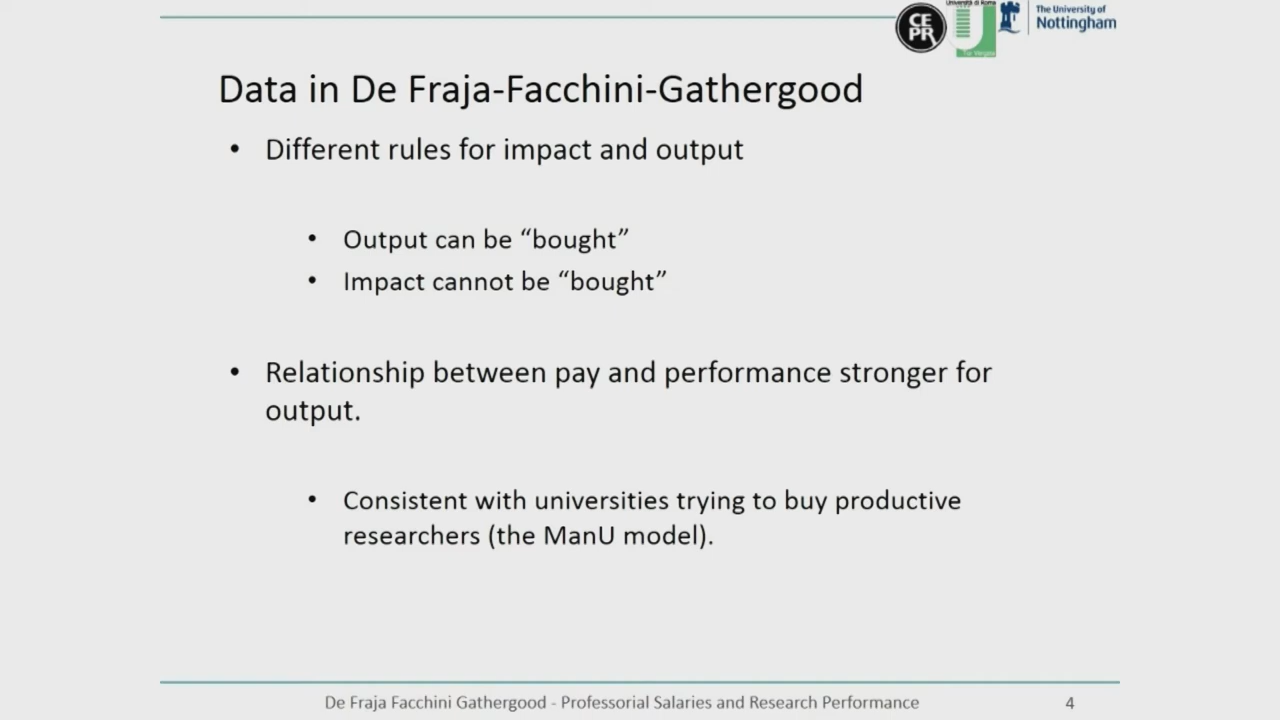 CE
PR
Università di Roma
Tor Vergata
The University of
Nottingham
Data in De Fraja-Facchini-Gathergood
• Different rules for impact and output
• Output can be “bought”
• Impact cannot be “bought”
• Relationship between pay and performance stronger for
output.
• Consistent with universities trying to buy productive
researchers (the ManU model).
De Fraja Facchini Gathergood - Professorial Salaries and Research Performance
4